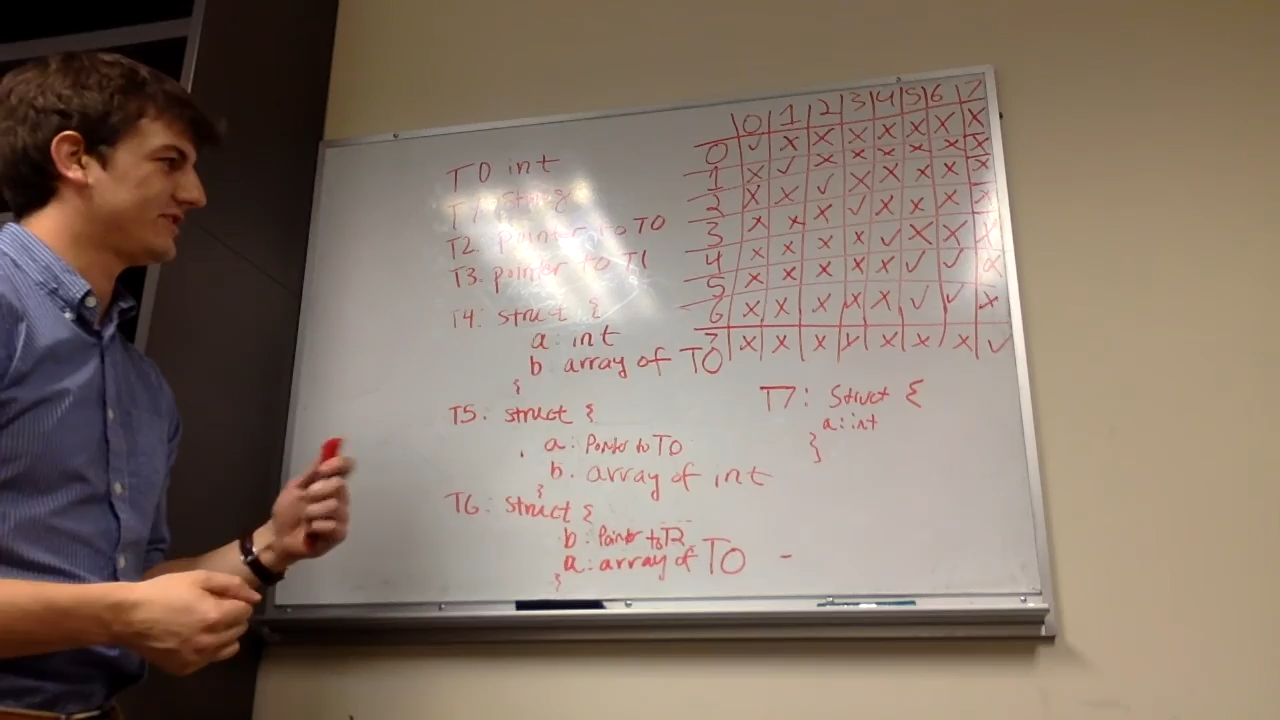 T0 int
T1: String
T2. pointer to T0
T3. pointer to T1
T4: struct {
a: int
b: array of T0
}
T5: struct {
a: Pointer to T0
b. array of int
}
T6: struct {
b: Pointer to T2
a: array of T0 -
}
0 1 2 3 4 5 6 7
0 ✓ X X X X X X X
1 X ✓ X X X X X X
2 X X ✓ X X X X X
3 X X X ✓ X X X X
4 X X X X ✓ X X X
5 X X X X X ✓ ✓ X
6 X X X X X ✓ ✓ X
7 X X X X X X X ✓
T7: Struct {
a: int
}